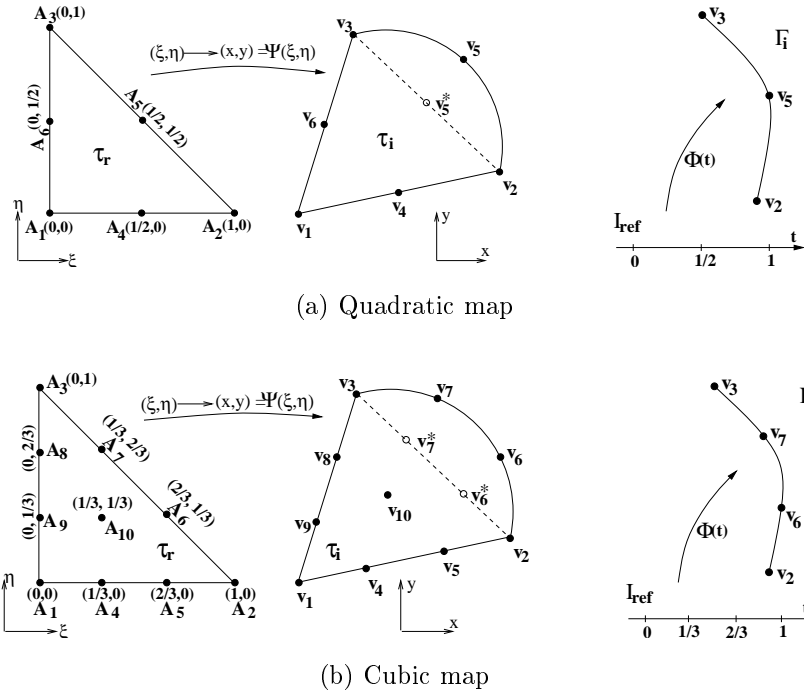 A3(0,1)
(ξ,η)→(x,y)=Ψ(ξ,η)
v3
v5
v5*
v6
τi
v2
v4
v1
y
x
A6(0, 1/2)
A5(1/2, 1/2)
τr
η
A1(0,0)
A4(1/2,0)
A2(1,0)
ξ
v3
Γi
v5
Φ(t)
v2
Iref
t
0
1/2
1
(a) Quadratic map
A3(0,1)
(ξ,η)→(x,y)=Ψ(ξ,η)
(0, 2/3)
A8
(1/3, 2/3)
A7
(0, 1/3)
A9
(1/3, 1/3)
A10
(2/3, 1/3)
A6
τr
η
(0,0)
(1/3,0)
(2/3,0)
(1,0)
A1
A4
A5
A2
ξ
v3
v7
v7*
v8
v6
v6*
v10
v9
τi
v2
v5
v4
v1
y
x
v3
v7
v6
Φ(t)
v2
Iref
0
1/3
2/3
1
(b) Cubic map